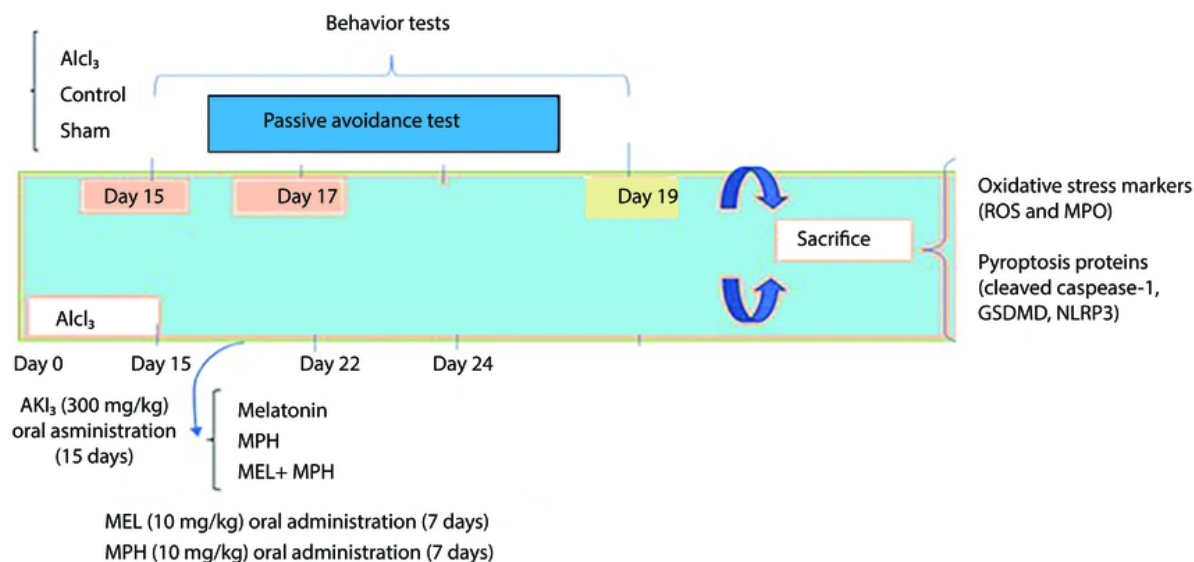 Behavior tests
Alcl₃
Control
Sham
Passive avoidance test
Day 15
Day 17
Day 19
Sacrifice
Oxidative stress markers
(ROS and MPO)
Pyroptosis proteins
(cleaved caspease-1,
GSDMD, NLRP3)
Alcl₃
Day 0
Day 15
Day 22
Day 24
AKI₃ (300 mg/kg)
oral asministration
(15 days)
Melatonin
MPH
MEL+ MPH
MEL (10 mg/kg) oral administration (7 days)
MPH (10 mg/kg) oral administration (7 days)